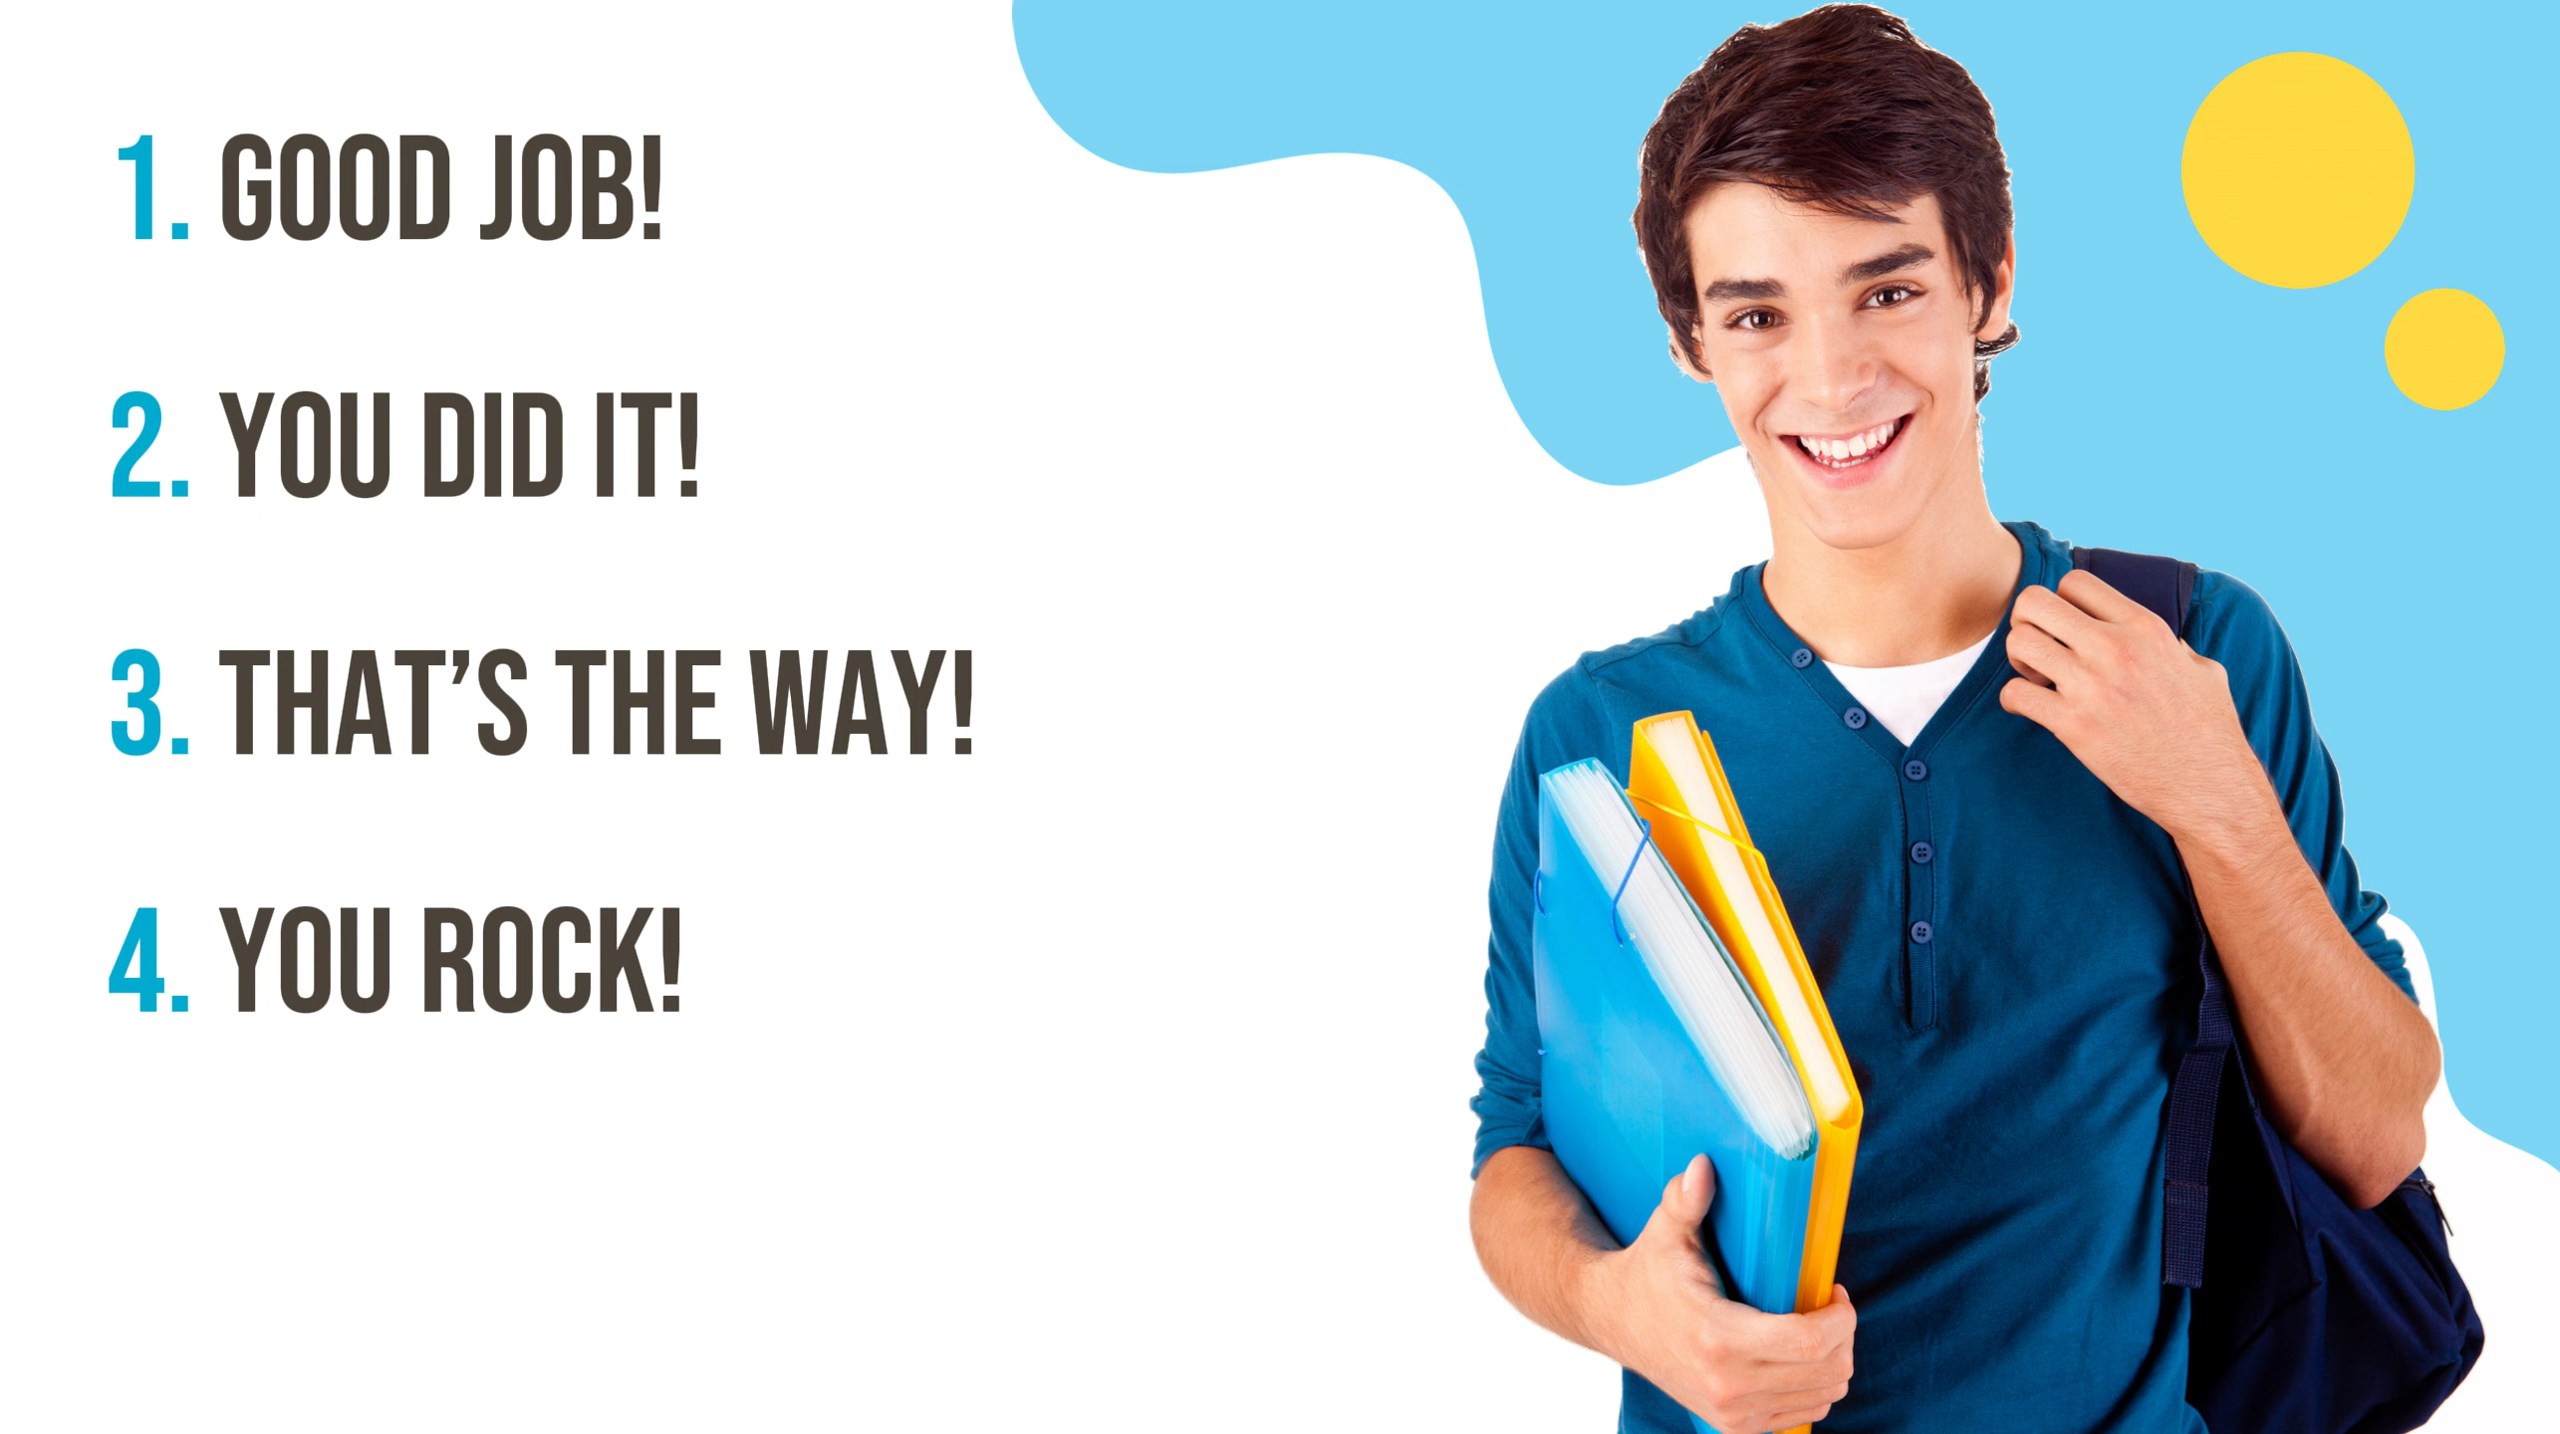 1. GOOD JOB!
2. YOU DID IT!
3. THAT’S THE WAY!
4. YOU ROCK!